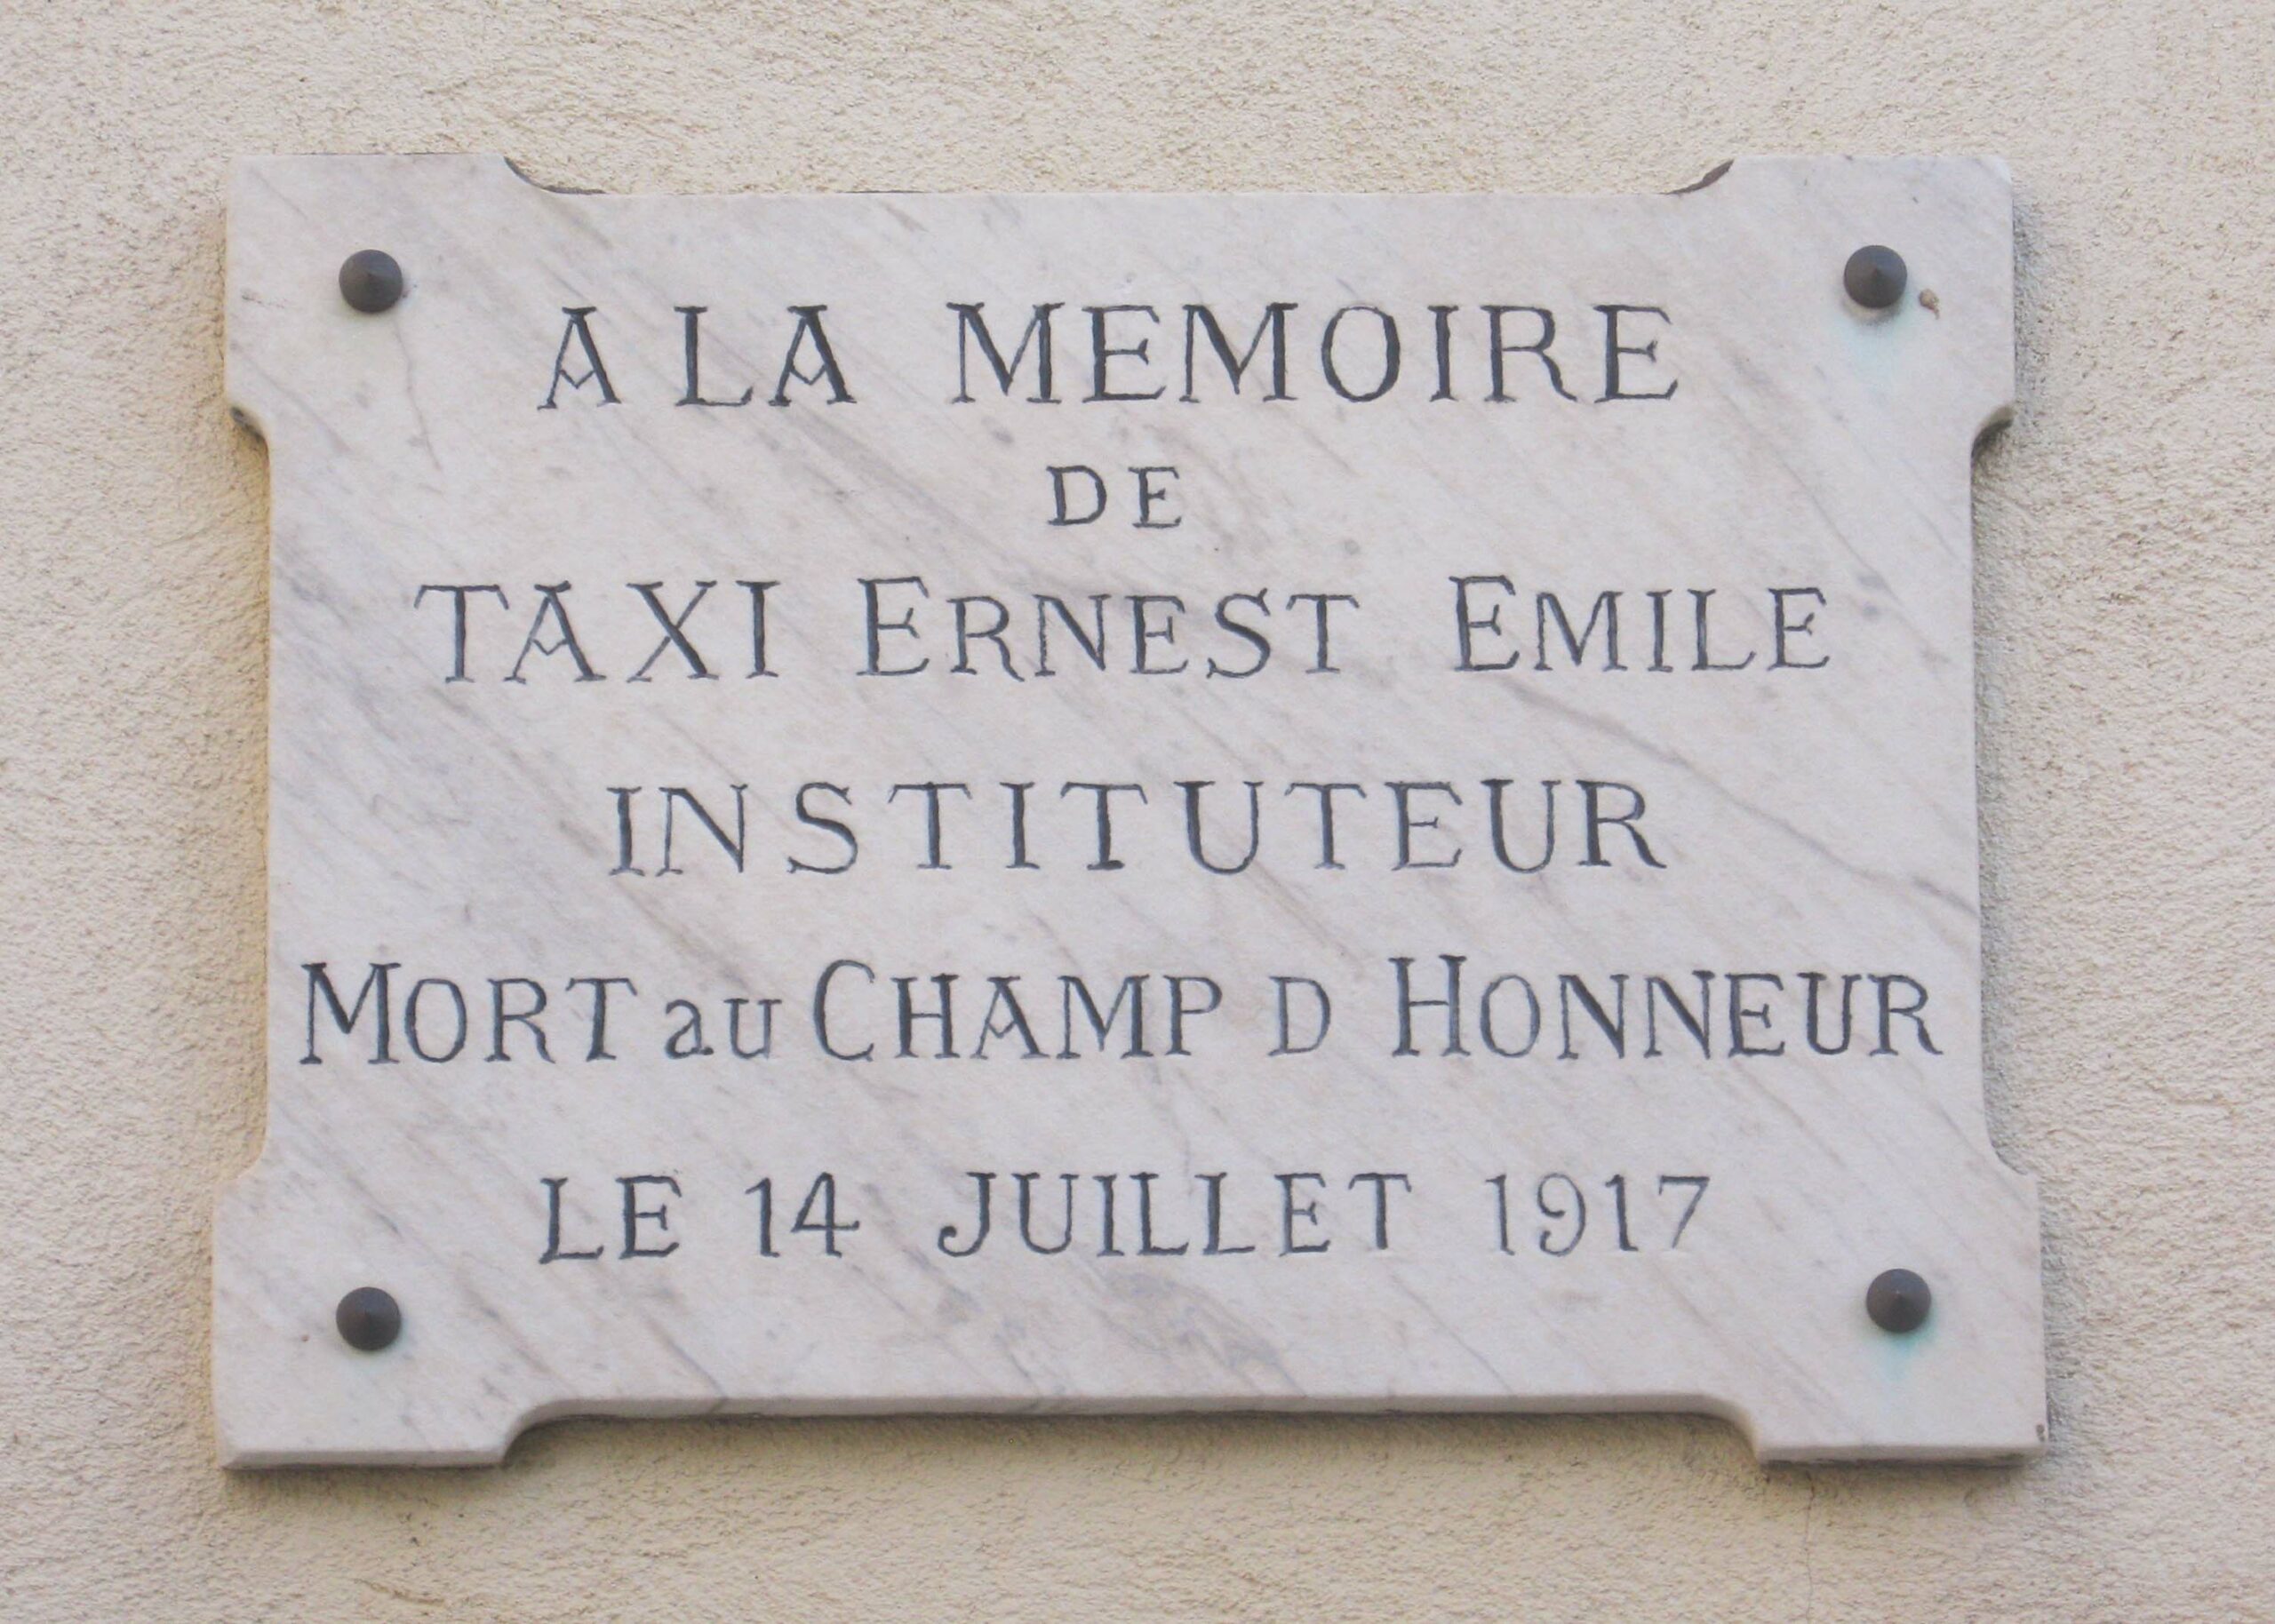 A LA MEMOIRE
DE
TAXI ERNEST EMILE
INSTITUTEUR
MORT au CHAMP D HONNEUR
LE 14 JUILLET 1917